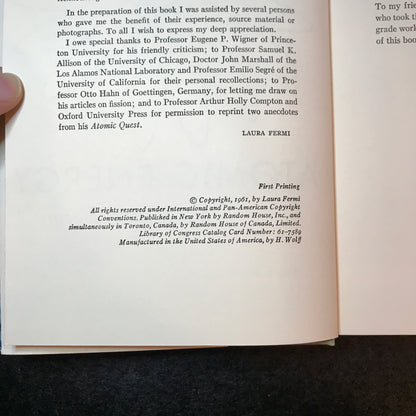 In the preparation of this book I was assisted by several persons
who gave me the benefit of their experience, source material or
photographs. To all I wish to express my deep appreciation.
I owe special thanks to Professor Eugene P. Wigner of Prince-
ton University for his friendly criticism; to Professor Samuel K.
Allison of the University of Chicago, Doctor John Marshall of the
Los Alamos National Laboratory and Professor Emilio Segré of the
University of California for their personal recollections; to Pro-
fessor Otto Hahn of Goettingen, Germany, for letting me draw on
his articles on fission; and to Professor Arthur Holly Compton and
Oxford University Press for permission to reprint two anecdotes
from his Atomic Quest.
LAURA FERMI
First Printing
© Copyright, 1961, by Laura Fermi
All rights reserved under International and Pan-American Copyright
Conventions. Published in New York by Random House, Inc., and
simultaneously in Toronto, Canada, by Random House of Canada, Limited.
Library of Congress Catalog Card Number: 61-7589
Manufactured in the United States of America, by H. Wolff
To my frie
who took t
grade work
of this boo